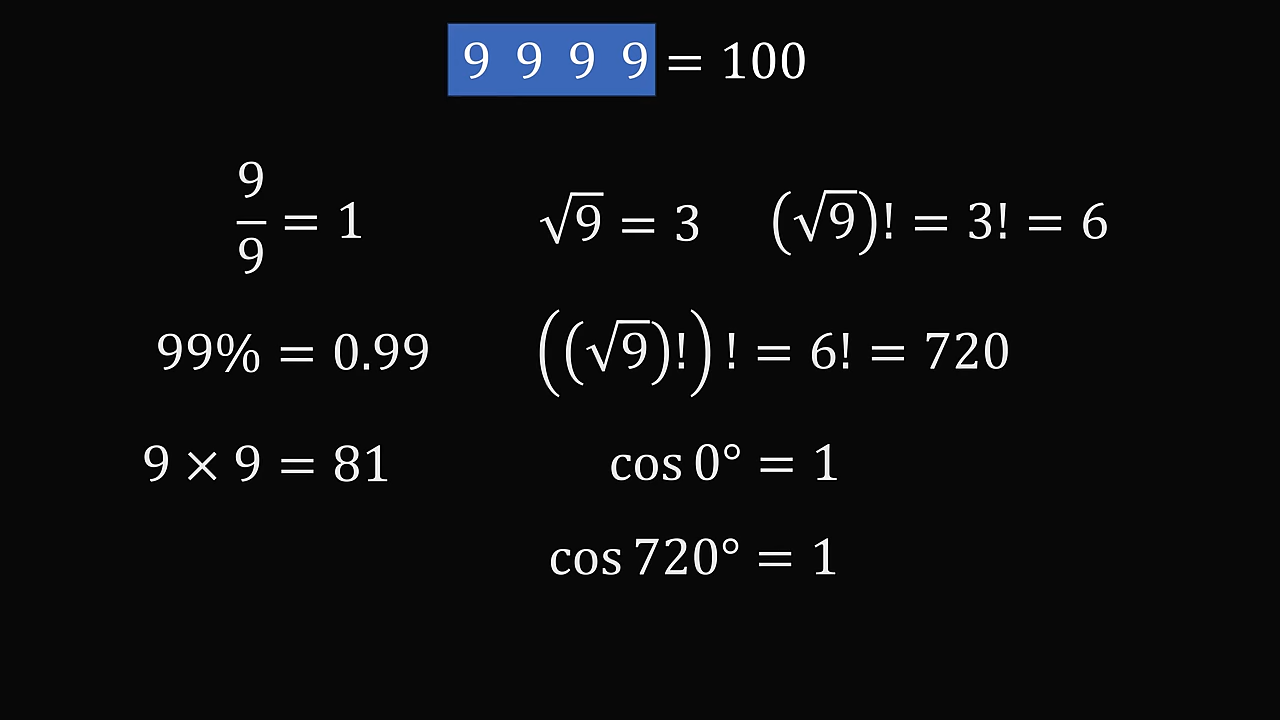 9 9 9 9 = 100
9/9 = 1
√9 = 3
(√9)! = 3! = 6
99% = 0.99
((√9)!)! = 6! = 720
9 × 9 = 81
cos 0° = 1
cos 720° = 1